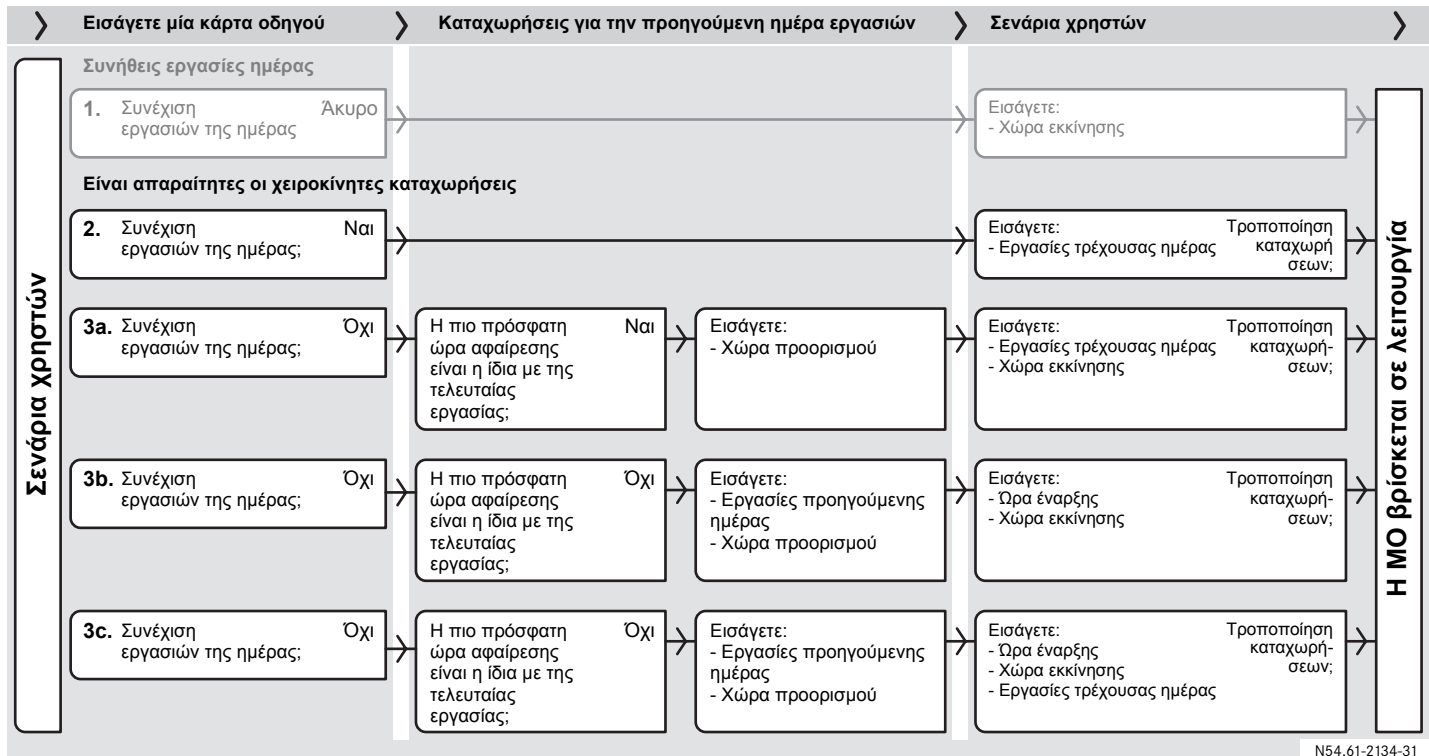 Εισάγετε μία κάρτα οδηγού
Καταχωρήσεις για την προηγούμενη ημέρα εργασιών
Σενάρια χρηστών
Σενάρια χρηστών
Συνήθεις εργασίες ημέρας
1. Συνέχιση Άκυρο
εργασιών της ημέρας
Εισάγετε:
- Χώρα εκκίνησης
Είναι απαραίτητες οι χειροκίνητες καταχωρήσεις
2. Συνέχιση Ναι
εργασιών της ημέρας;
Εισάγετε:
- Εργασίες τρέχουσας ημέρας
Τροποποίηση
καταχωρή
σεων;
3a. Συνέχιση Όχι
εργασιών της ημέρας;
Η πιο πρόσφατη Ναι
ώρα αφαίρεσης
είναι η ίδια με της
τελευταίας
εργασίας;
Εισάγετε:
- Χώρα προορισμού
Εισάγετε:
- Εργασίες τρέχουσας ημέρας
- Χώρα εκκίνησης
Τροποποίηση
καταχωρή-
σεων;
3b. Συνέχιση Όχι
εργασιών της ημέρας;
Η πιο πρόσφατη Όχι
ώρα αφαίρεσης
είναι η ίδια με της
τελευταίας
εργασίας;
Εισάγετε:
- Εργασίες προηγούμενης
ημέρας
- Χώρα προορισμού
Εισάγετε:
- Ώρα έναρξης
- Χώρα εκκίνησης
Τροποποίηση
καταχωρή-
σεων;
3c. Συνέχιση Όχι
εργασιών της ημέρας;
Η πιο πρόσφατη Όχι
ώρα αφαίρεσης
είναι η ίδια με της
τελευταίας
εργασίας;
Εισάγετε:
- Εργασίες προηγούμενης
ημέρας
- Χώρα προορισμού
Εισάγετε:
- Ώρα έναρξης
- Χώρα εκκίνησης
- Εργασίες τρέχουσας ημέρας
Τροποποίηση
καταχωρή-
σεων;
Η ΜΟ βρίσκεται σε λειτουργία
N54.61-2134-31